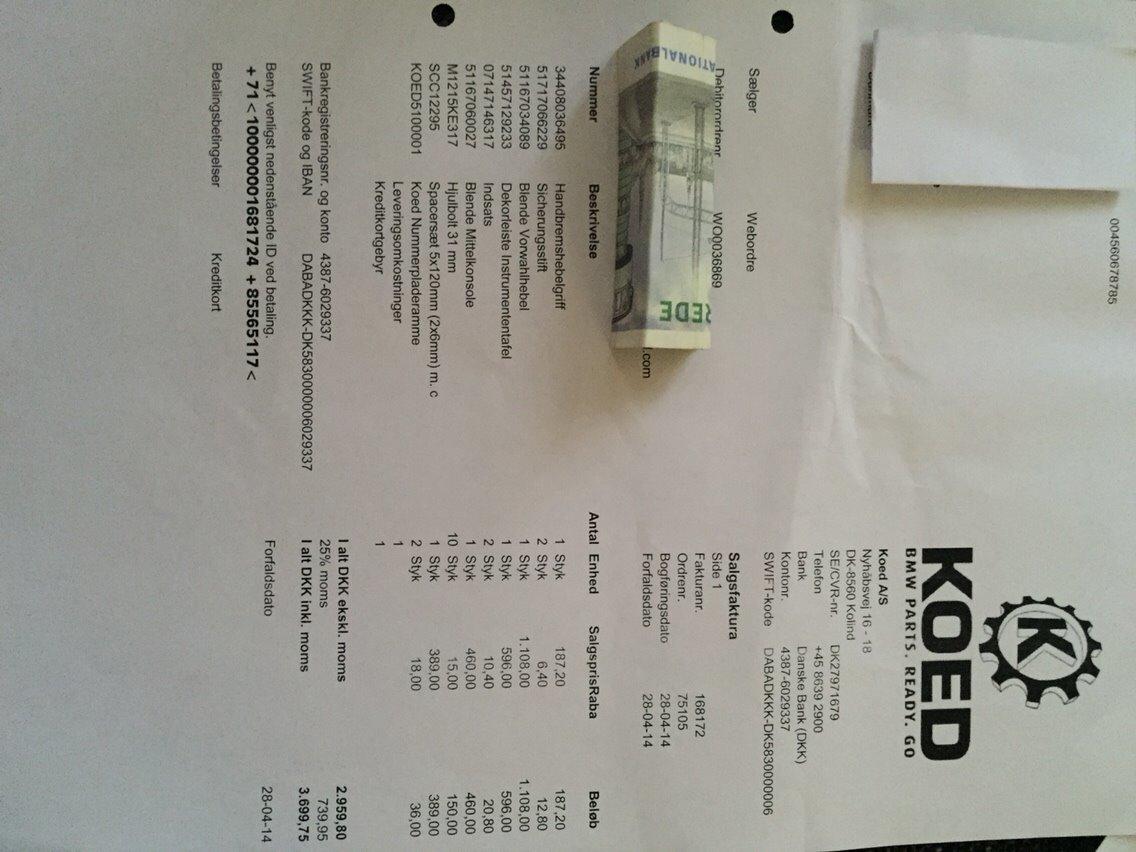 004560678785
K
KOED
BMW PARTS. READY. GO
Koed A/S
Nyhåbsvej 16 - 18
DK-8560 Kolind
SE/CVR-nr. DK27971679
Telefon +45 8639 2900
Bank Danske Bank (DKK)
Kontonr. 4387-6029337
SWIFT-kode DABADKKK-DK5830000006
Sælger Webordre
Debitorordrenr. WO0036869
l.com
ATIONALBANK
REDE
Salgsfaktura
Side 1
Fakturanr. 168172
Ordrenr. 75105
Bogføringsdato 28-04-14
Forfaldsdato 28-04-14
Nummer Beskrivelse Antal Enhed SalgsprisRaba Beløb
34408036495 Handbremshebelgriff 1 Styk 187,20 187,20
51717066229 Sicherungsstift 2 Styk 6,40 12,80
51167034089 Blende Vorwahlhebel 1 Styk 1.108,00 1.108,00
51457129233 Dekorleiste Instrumententafel 1 Styk 596,00 596,00
07147146317 Indsats 2 Styk 10,40 20,80
51167060027 Blende Mittelkonsole 1 Styk 460,00 460,00
M1215KE317 Hjulbolt 31 mm 10 Styk 15,00 150,00
SCC12295 Spacersæt 5x120mm (2x6mm) m. c 1 Styk 389,00 389,00
KOED5100001 Koed Nummerpladeramme 2 Styk 18,00 36,00
Leveringsomkostninger 1
Kreditkortgebyr 1
I alt DKK ekskl. moms 2.959,80
25% moms 739,95
I alt DKK inkl. moms 3.699,75
Bankregistreringsnr. og konto 4387-6029337
SWIFT-kode og IBAN DABADKKK-DK5830000006029337
Benyt venligst nedenstående ID ved betaling. Forfaldsdato 28-04-14
+ 71 < 100000001681724 + 85565117 <
Betalingsbetingelser Kreditkort